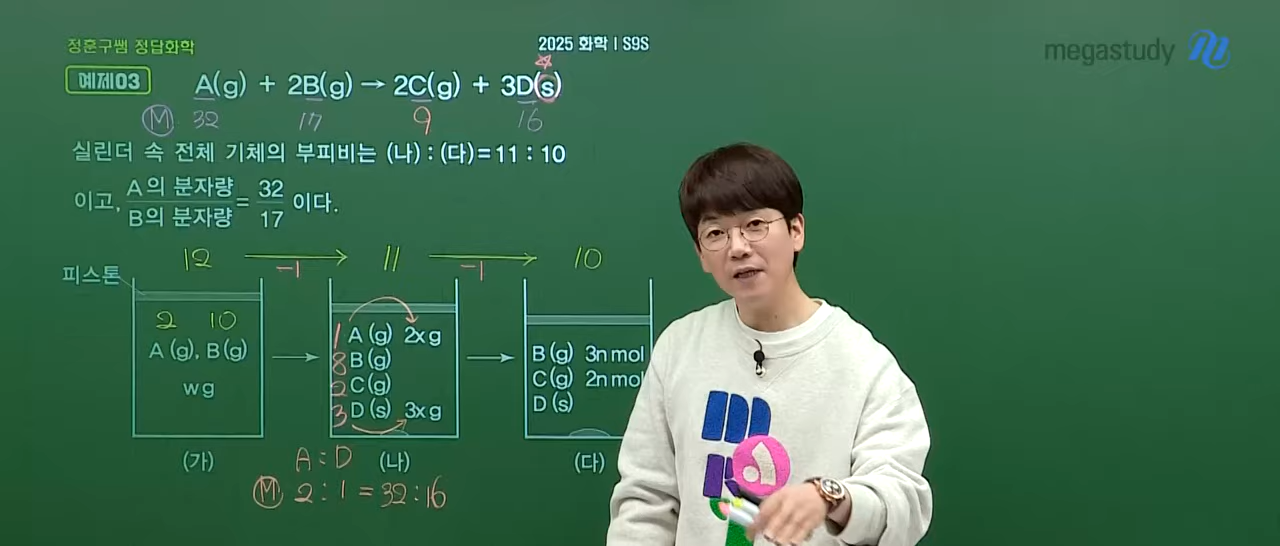 정훈구쌤 정답화학
2025 화학Ⅰ S9S
megastudy
예제03
A(g) + 2B(g) → 2C(g) + 3D(s)
M 32 17 9 16
실린더 속 전체 기체의 부피비는 (나) : (다) = 11 : 10
이고, A의 분자량 / B의 분자량 = 32 / 17 이다.
12 → 11 → 10
-1 -1
피스톤
2 10
A(g), B(g)
w g
(가)
1 A(g) 2x g
8 B(g)
2 C(g)
3 D(s) 3x g
(나)
B(g) 3n mol
C(g) 2n mol
D(s)
(다)
A : D
M 2 : 1 = 32 : 16